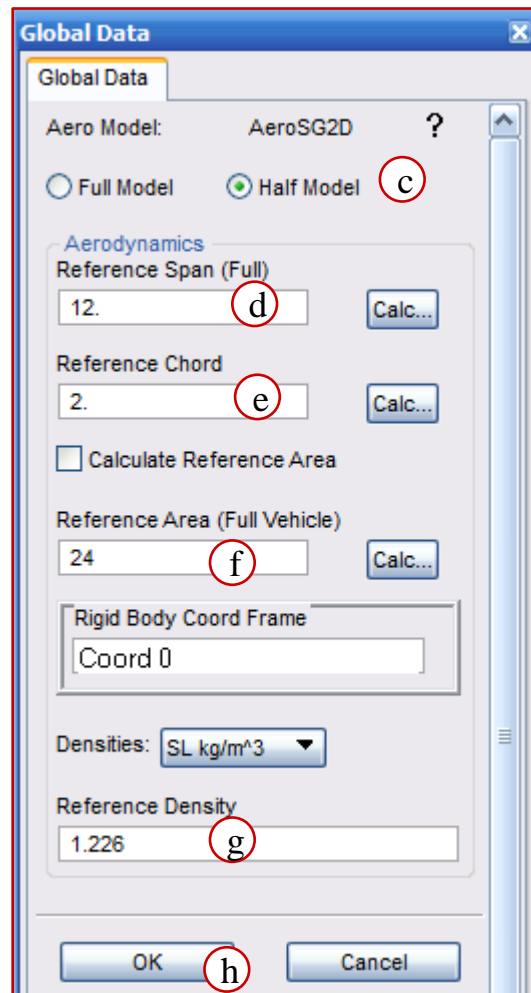 Global Data
Global Data
Aero Model: AeroSG2D ?
Full Model Half Model c
Aerodynamics
Reference Span (Full)
12. d Calc...
Reference Chord
2. e Calc...
Calculate Reference Area
Reference Area (Full Vehicle)
24 f Calc...
Rigid Body Coord Frame
Coord 0
Densities: SL kg/m^3
Reference Density
1.226 g
OK h Cancel